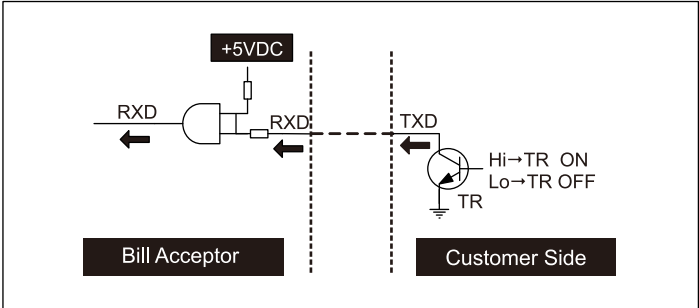 +5VDC
RXD
RXD
TXD
Hi→TR ON
Lo→TR OFF
TR
Bill Acceptor
Customer Side